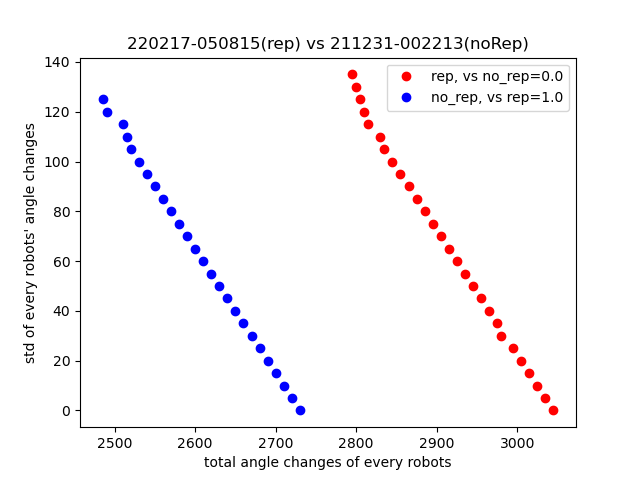 220217-050815(rep) vs 211231-002213(noRep)
rep, vs no_rep=0.0
no_rep, vs rep=1.0
std of every robots' angle changes
140
120
100
80
60
40
20
0
2500 2600 2700 2800 2900 3000
total angle changes of every robots